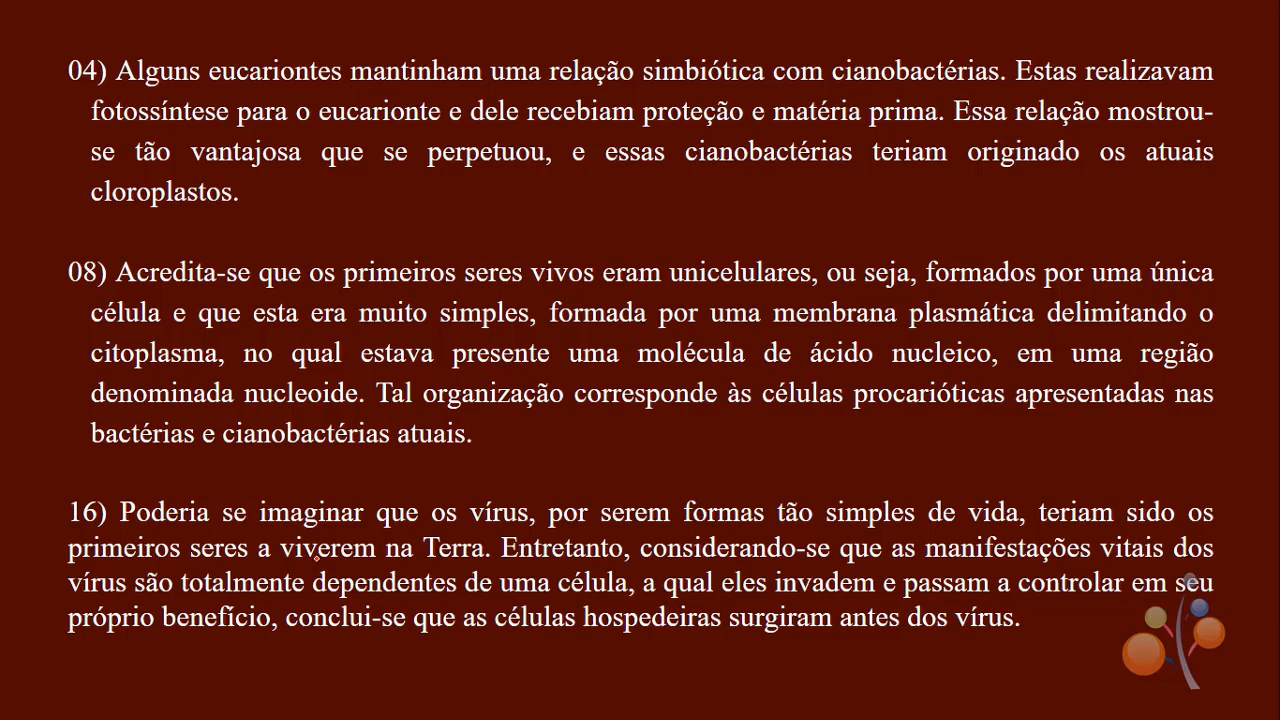 04) Alguns eucariontes mantinham uma relação simbiótica com cianobactérias. Estas realizavam
fotossíntese para o eucarionte e dele recebiam proteção e matéria prima. Essa relação mostrou-
se tão vantajosa que se perpetuou, e essas cianobactérias teriam originado os atuais
cloroplastos.
08) Acredita-se que os primeiros seres vivos eram unicelulares, ou seja, formados por uma única
célula e que esta era muito simples, formada por uma membrana plasmática delimitando o
citoplasma, no qual estava presente uma molécula de ácido nucleico, em uma região
denominada nucleoide. Tal organização corresponde às células procarióticas apresentadas nas
bactérias e cianobactérias atuais.
16) Poderia se imaginar que os vírus, por serem formas tão simples de vida, teriam sido os
primeiros seres a viverem na Terra. Entretanto, considerando-se que as manifestações vitais dos
vírus são totalmente dependentes de uma célula, a qual eles invadem e passam a controlar em seu
próprio benefício, conclui-se que as células hospedeiras surgiram antes dos vírus.